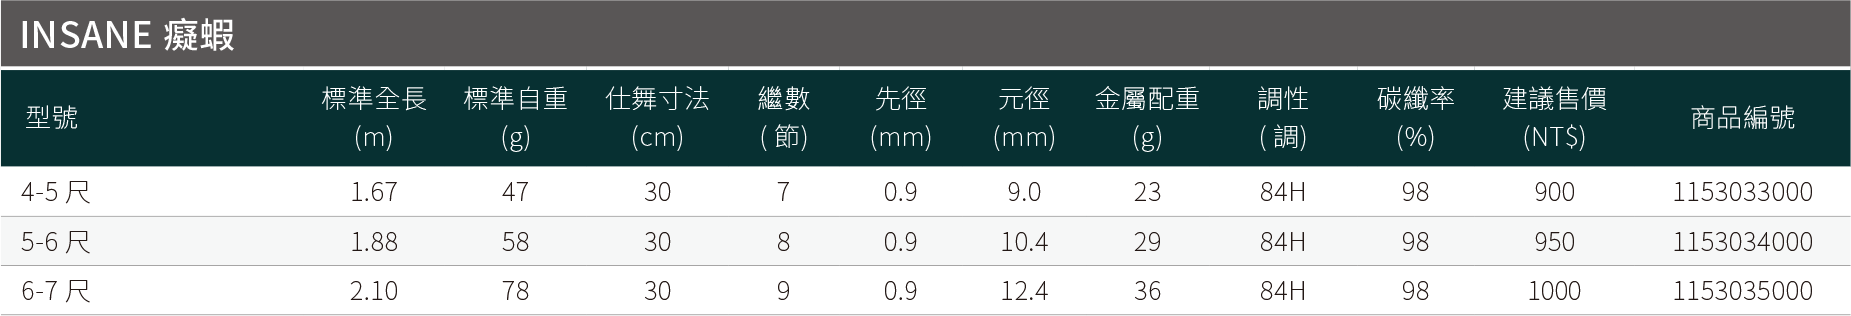 INSANE 癡蝦
型號 標準全長 (m) 標準自重 (g) 仕舞寸法 (cm) 繼數 ( 節) 先徑 (mm) 元徑 (mm) 金屬配重 (g) 調性 ( 調) 碳纖率 (%) 建議售價 (NT$) 商品編號
4-5 尺 1.67 47 30 7 0.9 9.0 23 84H 98 900 1153033000
5-6 尺 1.88 58 30 8 0.9 10.4 29 84H 98 950 1153034000
6-7 尺 2.10 78 30 9 0.9 12.4 36 84H 98 1000 1153035000